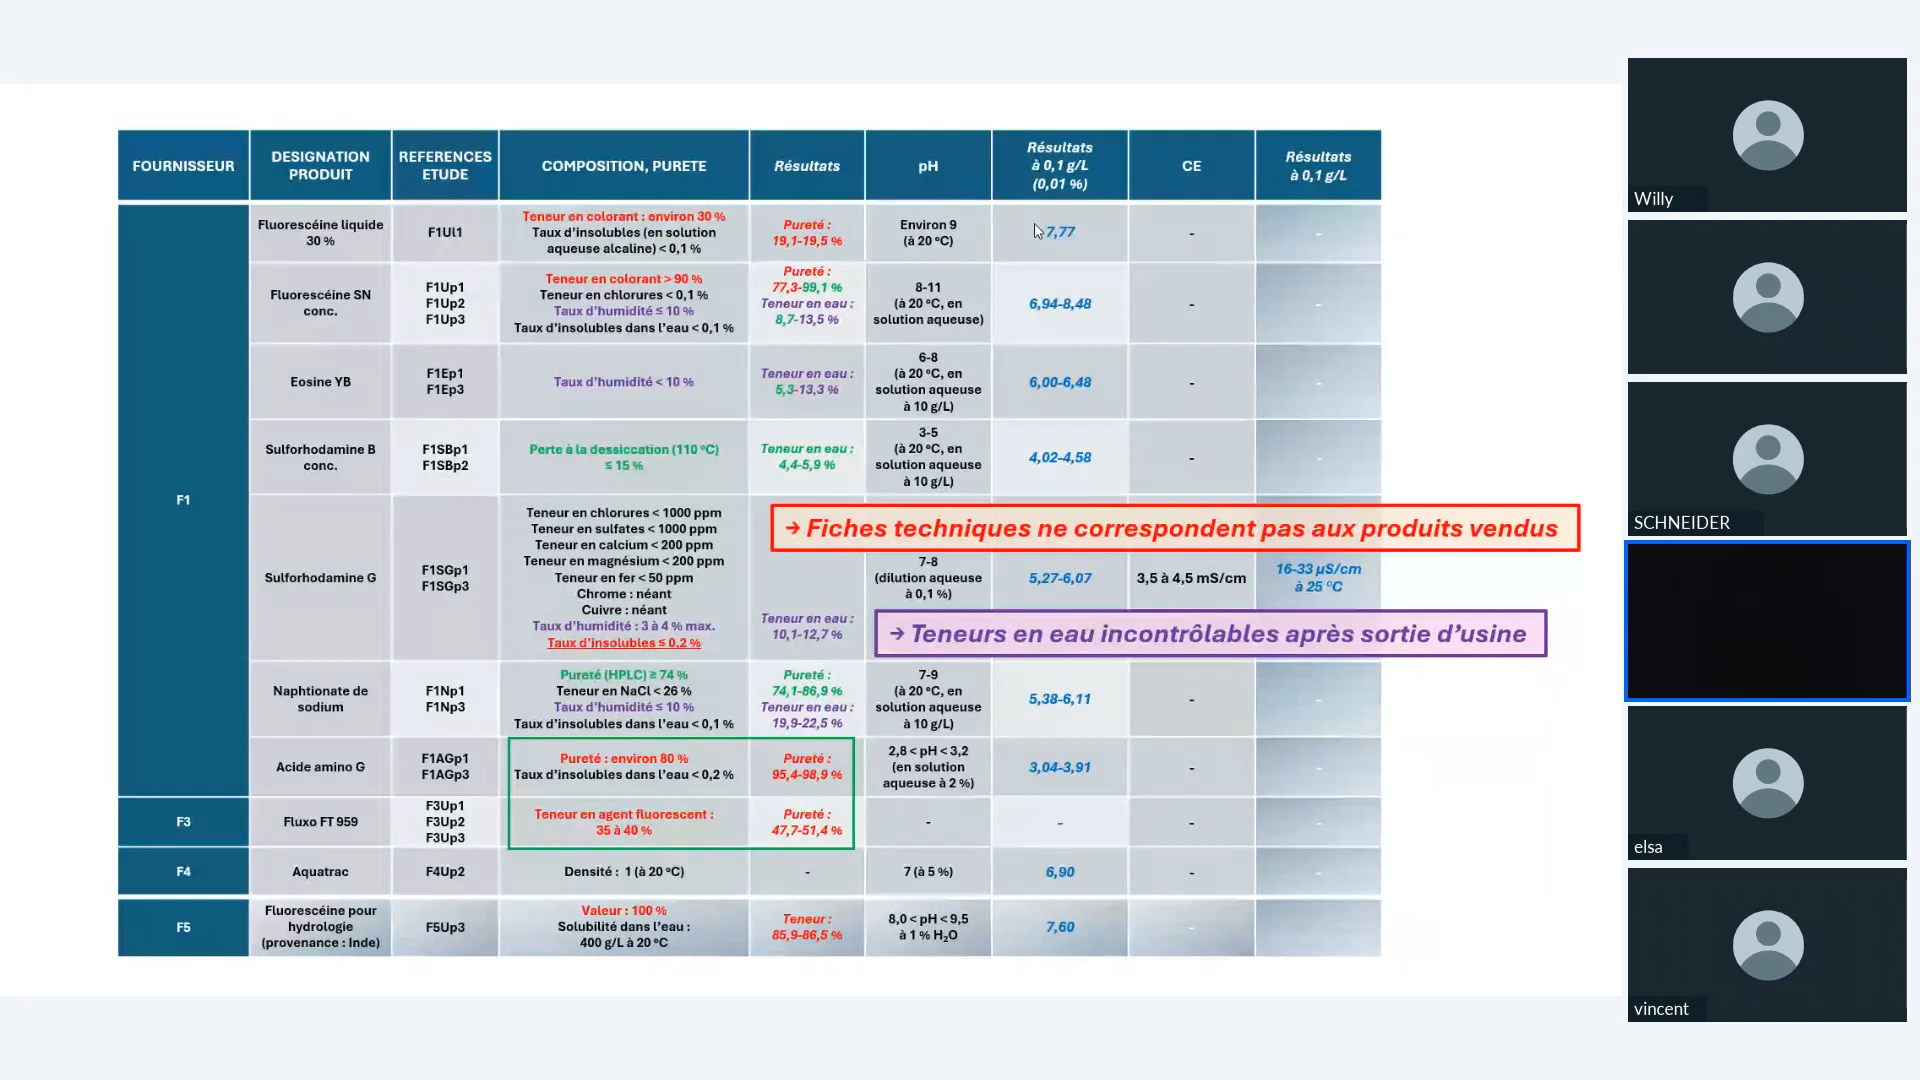 FOURNISSEUR
DESIGNATION
PRODUIT
REFERENCES
ETUDE
COMPOSITION, PURETE
Résultats
pH
Résultats
à 0,1 g/L
(0,01 %)
CE
Résultats
à 0,1 g/L
F1
Fluorescéine liquide
30 %
F1Ul1
Teneur en colorant : environ 30 %
Taux d'insolubles (en solution
aqueuse alcaline) < 0,1 %
Pureté :
19,1-19,5 %
Environ 9
(à 20 °C)
7,77
-
-
Fluorescéine SN
conc.
F1Up1
F1Up2
F1Up3
Teneur en colorant > 90 %
Teneur en chlorures < 0,1 %
Taux d'humidité ≤ 10 %
Taux d'insolubles dans l'eau < 0,1 %
Pureté :
77,3-99,1 %
Teneur en eau :
8,7-13,5 %
8-11
(à 20 °C, en
solution aqueuse)
6,94-8,48
-
-
Eosine YB
F1Ep1
F1Ep3
Taux d'humidité < 10 %
Teneur en eau :
5,3-13,3 %
6-8
(à 20 °C, en
solution aqueuse
à 10 g/L)
6,00-6,48
-
-
Sulforhodamine B
conc.
F1SBp1
F1SBp2
Perte à la dessiccation (110 °C)
≤ 15 %
Teneur en eau :
4,4-5,9 %
3-5
(à 20 °C, en
solution aqueuse
à 10 g/L)
4,02-4,58
-
-
Sulforhodamine G
F1SGp1
F1SGp3
Teneur en chlorures < 1000 ppm
Teneur en sulfates < 1000 ppm
Teneur en calcium < 200 ppm
Teneur en magnésium < 200 ppm
Teneur en fer < 50 ppm
Chrome : néant
Cuivre : néant
Taux d'humidité : 3 à 4 % max.
Taux d'insolubles ≤ 0,2 %
Teneur en eau :
10,1-12,7 %
→ Fiches techniques ne correspondent pas aux produits vendus
7-8
(dilution aqueuse
à 0,1 %)
5,27-6,07
3,5 à 4,5 mS/cm
16-33 µS/cm
à 25 °C
→ Teneurs en eau incontrôlables après sortie d'usine
Naphtionate de
sodium
F1Np1
F1Np3
Pureté (HPLC) ≥ 74 %
Teneur en NaCl < 26 %
Taux d'humidité ≤ 10 %
Taux d'insolubles dans l'eau < 0,1 %
Pureté :
74,1-86,9 %
Teneur en eau :
19,9-22,5 %
7-9
(à 20 °C, en
solution aqueuse
à 10 g/L)
5,38-6,11
-
-
Acide amino G
F1AGp1
F1AGp3
Pureté : environ 80 %
Taux d'insolubles dans l'eau < 0,2 %
Pureté :
95,4-98,9 %
2,8 < pH < 3,2
(en solution
aqueuse à 2 %)
3,04-3,91
-
-
F3
Fluxo FT 959
F3Up1
F3Up2
F3Up3
Teneur en agent fluorescent :
35 à 40 %
Pureté :
47,7-51,4 %
-
-
-
-
F4
Aquatrac
F4Up2
Densité : 1 (à 20 °C)
-
7 (à 5 %)
6,90
-
-
F5
Fluorescéine pour
hydrologie
(provenance : Inde)
F5Up3
Valeur : 100 %
Solubilité dans l'eau :
400 g/L à 20 °C
Teneur :
85,9-86,5 %
8,0 < pH < 9,5
à 1 % H₂O
7,60
-
-
Willy
SCHNEIDER
elsa
vincent